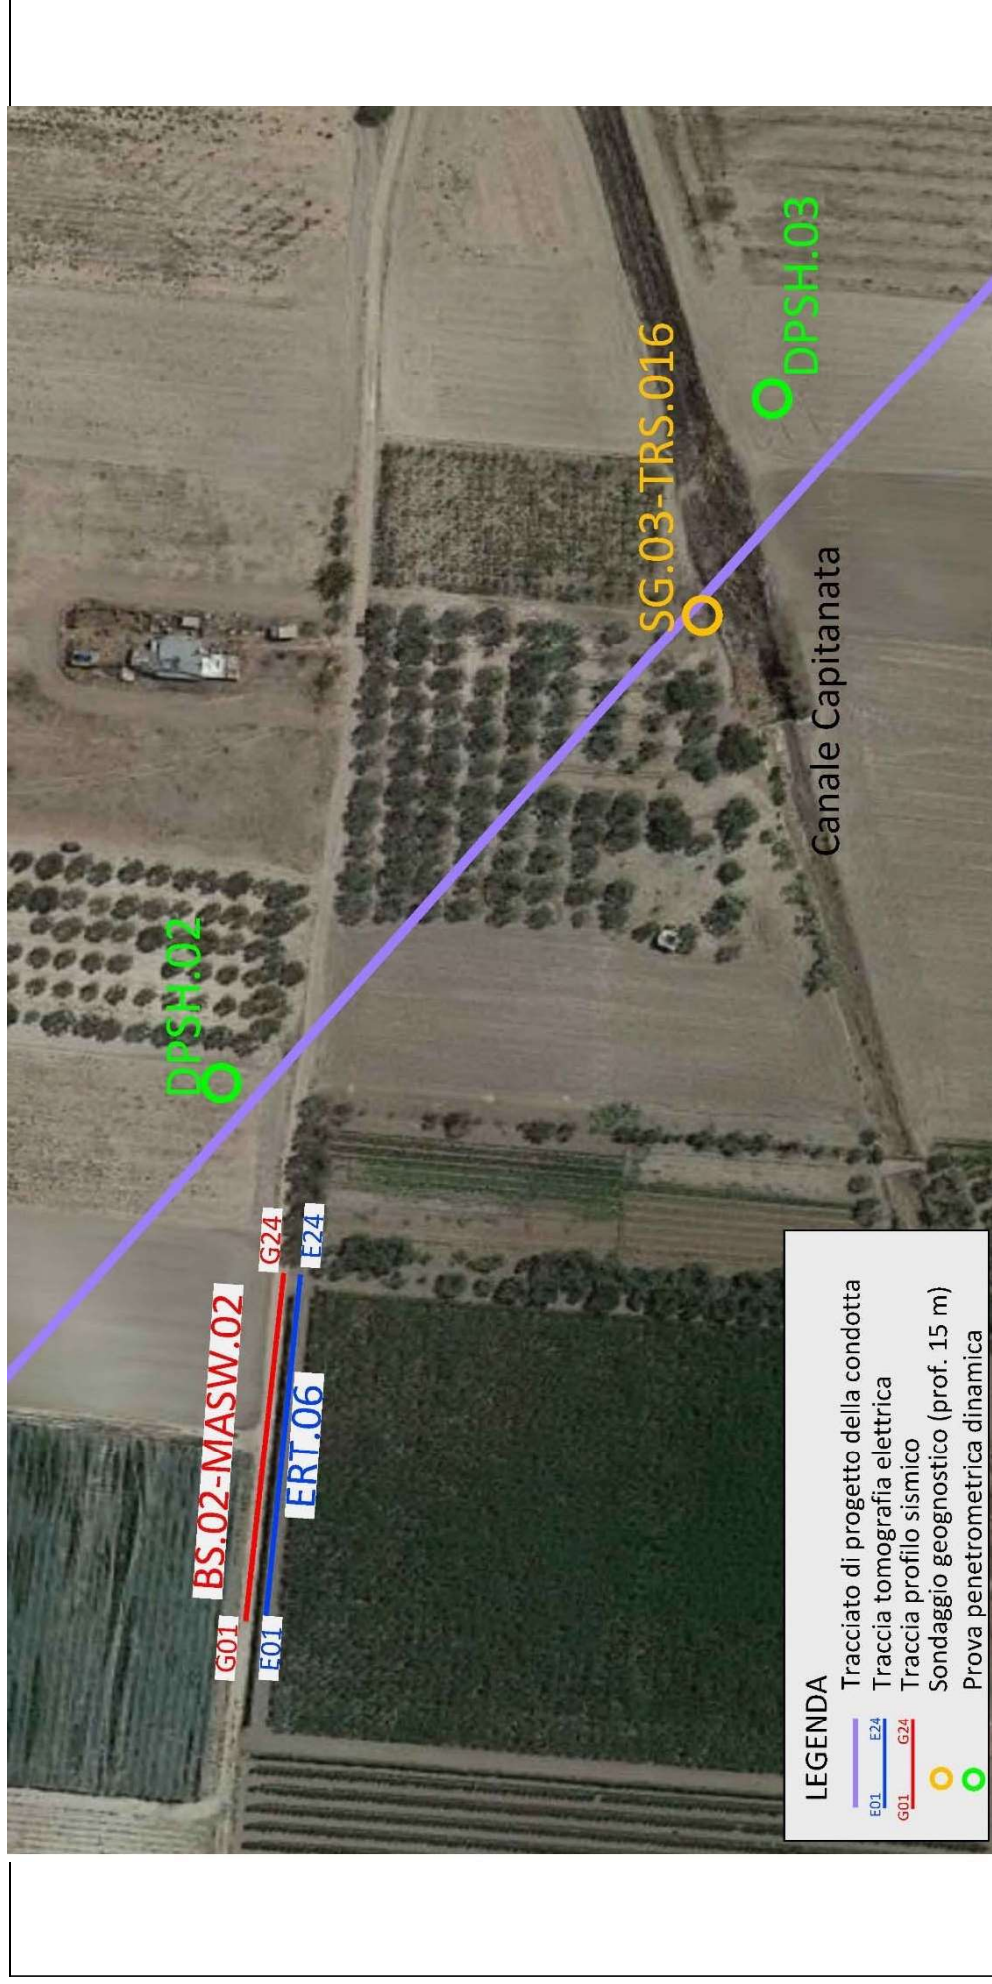 BS.02-MASW.02
G01
G24
E01
E24
ERT.06
DPSH.02
SG.03-TRS.016
DPSH.03
Canale Capitanata
LEGENDA
Tracciato di progetto della condotta
E01 E24 Traccia tomografia elettrica
G01 G24 Traccia profilo sismico
Sondaggio geognostico (prof. 15 m)
Prova penetrometrica dinamica